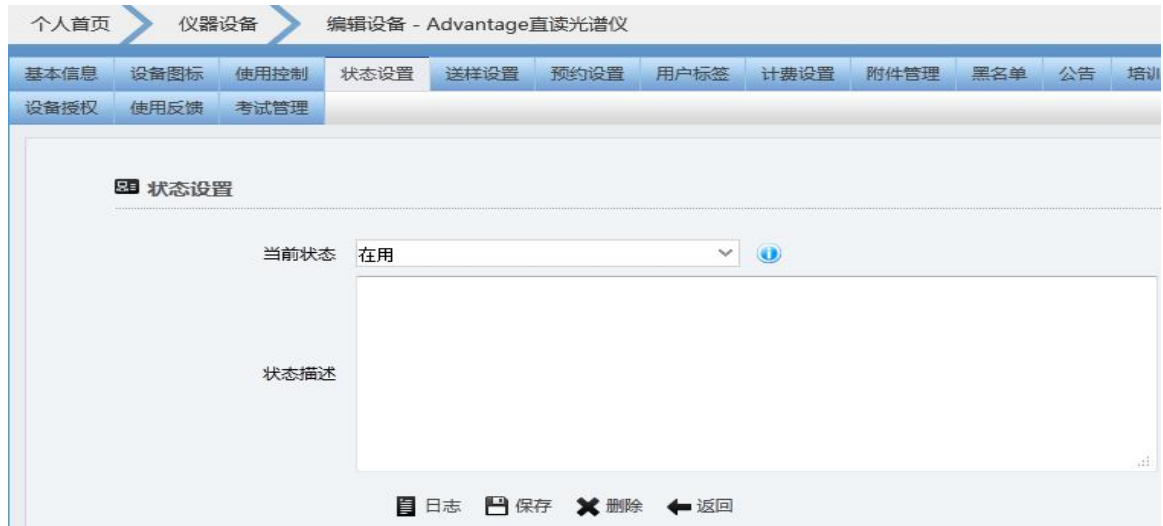 个人首页 仪器设备 编辑设备 - Advantage直读光谱仪
基本信息 设备图标 使用控制 状态设置 送样设置 预约设置 用户标签 计费设置 附件管理 黑名单 公告 培训
设备授权 使用反馈 考试管理
状态设置
当前状态 在用
状态描述
日志 保存 删除 返回